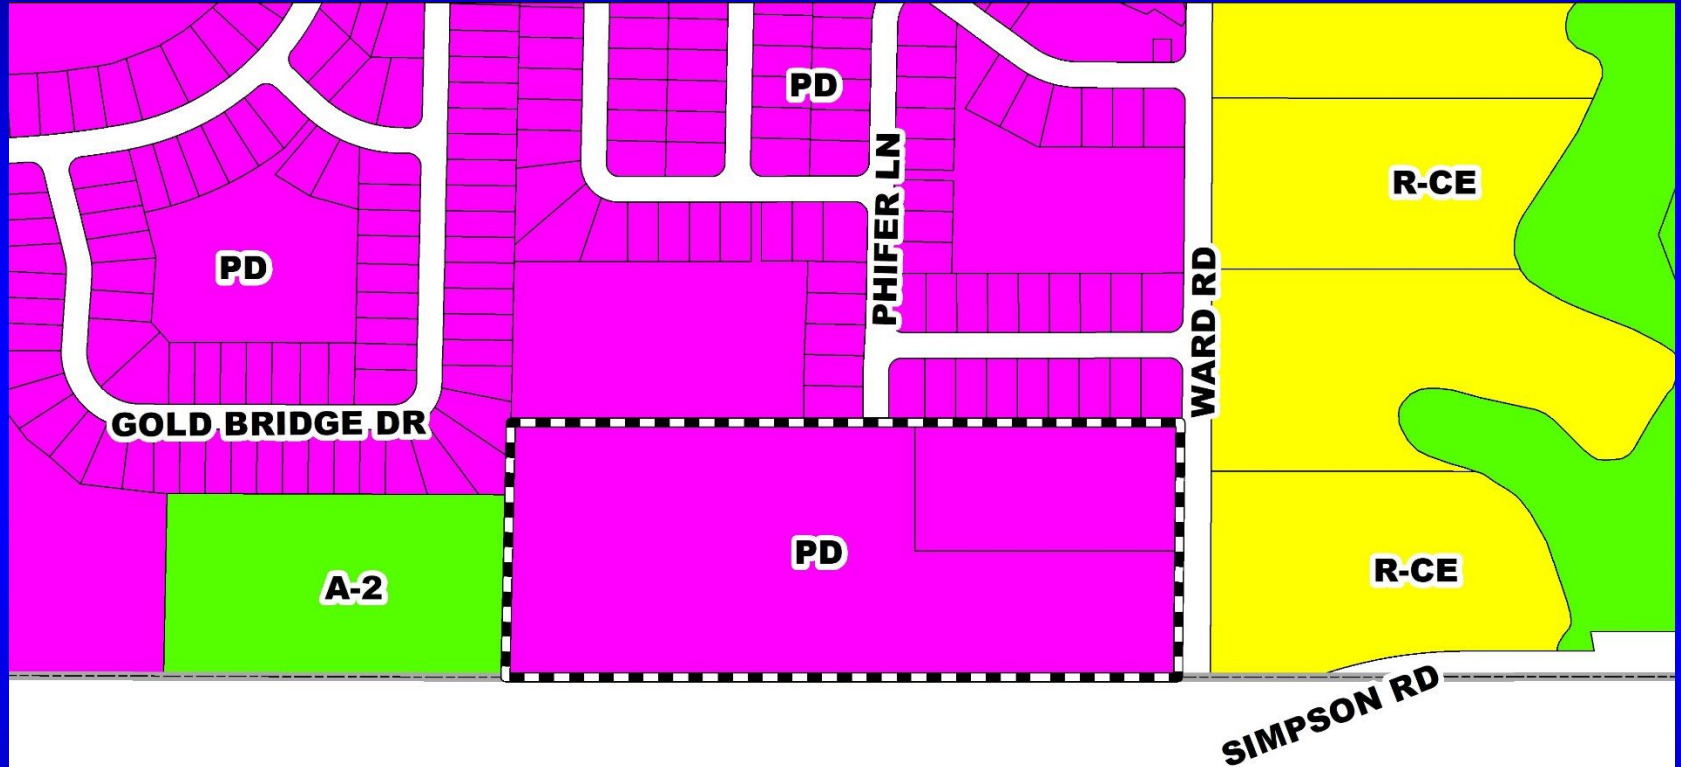 PD
PHIFER LN
R-CE
PD
WARD RD
GOLD BRIDGE DR
PD
A-2
R-CE
SIMPSON RD